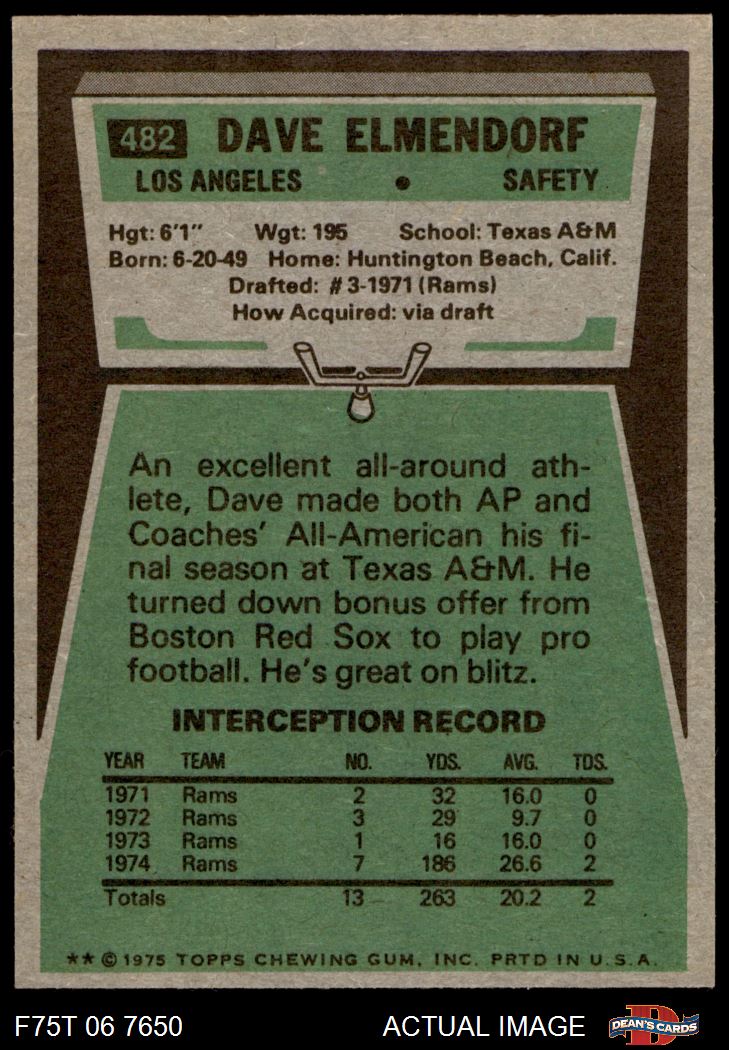 482 DAVE ELMENDORF
LOS ANGELES • SAFETY
Hgt: 6'1" Wgt: 195 School: Texas A&M
Born: 6-20-49 Home: Huntington Beach, Calif.
Drafted: #3-1971 (Rams)
How Acquired: via draft
An excellent all-around ath-
lete, Dave made both AP and
Coaches' All-American his fi-
nal season at Texas A&M. He
turned down bonus offer from
Boston Red Sox to play pro
football. He's great on blitz.
INTERCEPTION RECORD
YEAR TEAM NO. YDS. AVG. TDS.
1971 Rams 2 32 16.0 0
1972 Rams 3 29 9.7 0
1973 Rams 1 16 16.0 0
1974 Rams 7 186 26.6 2
Totals 13 263 20.2 2
** © 1975 TOPPS CHEWING GUM, INC. PRTD IN U.S.A.
F75T 06 7650 ACTUAL IMAGE D DEAN'S CARDS